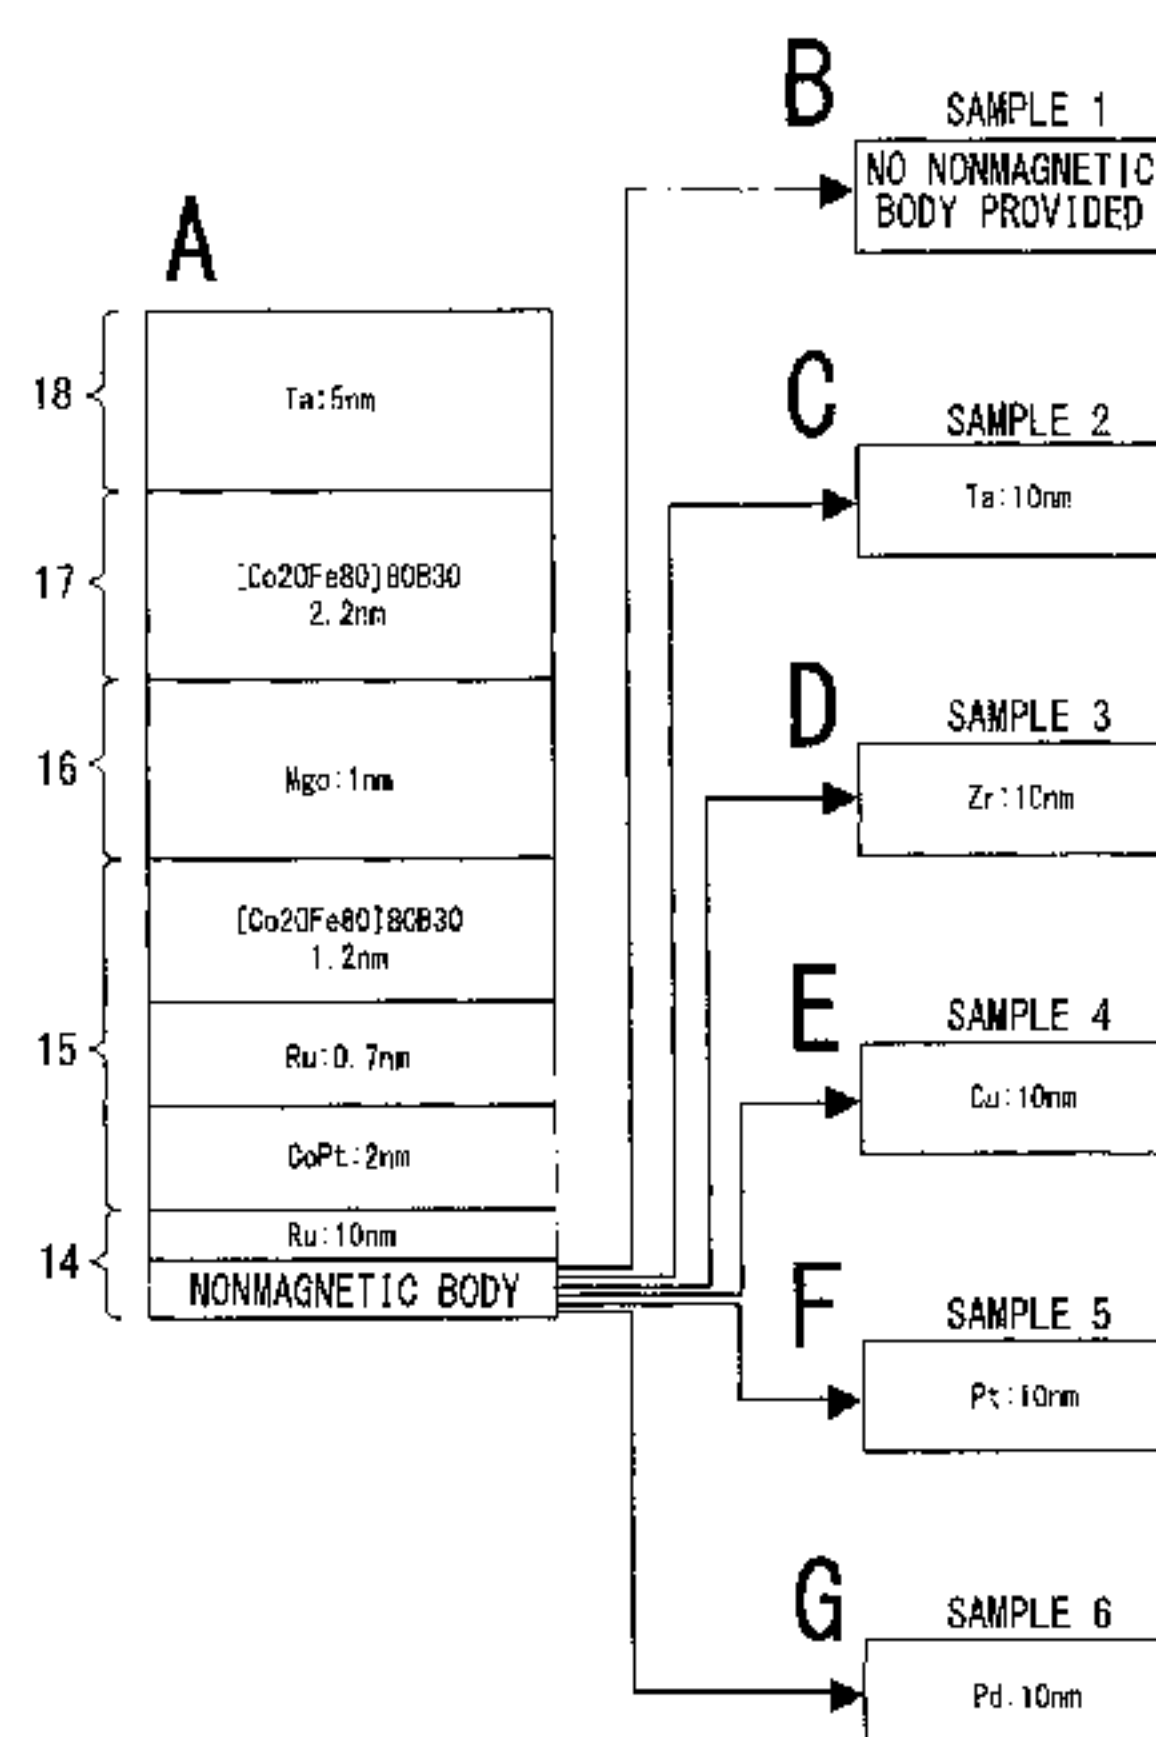 A
18
Ta:5nm
17
[Co20Fe80]80B30
2.2nm
16
Mgo:1nm
15
[Co20Fe80]80B30
1.2nm
Ru:0.7nm
CoPt:2nm
14
Ru:10nm
NONMAGNETIC BODY
B
SAMPLE 1
NO NONMAGNETIC
BODY PROVIDED
C
SAMPLE 2
Ta:10nm
D
SAMPLE 3
Zr:10nm
E
SAMPLE 4
Cu:10nm
F
SAMPLE 5
Pt:10nm
G
SAMPLE 6
Pd:10nm